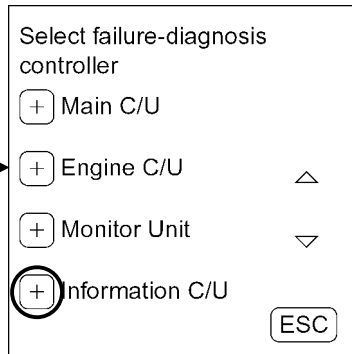 Select failure-diagnosis
controller
+ Main C/U
+ Engine C/U
+ Monitor Unit
+ Information C/U
ESC